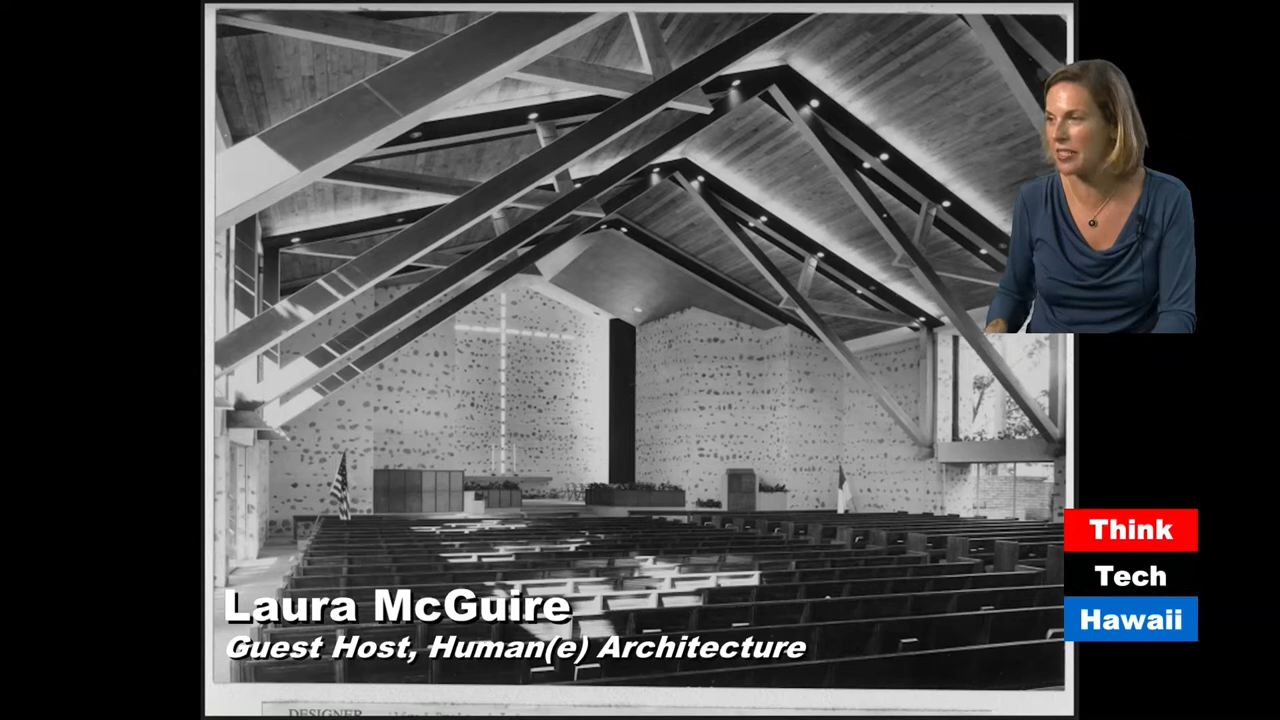 Think
Tech
Hawaii
Laura McGuire
Guest Host, Human(e) Architecture
DESIGNER